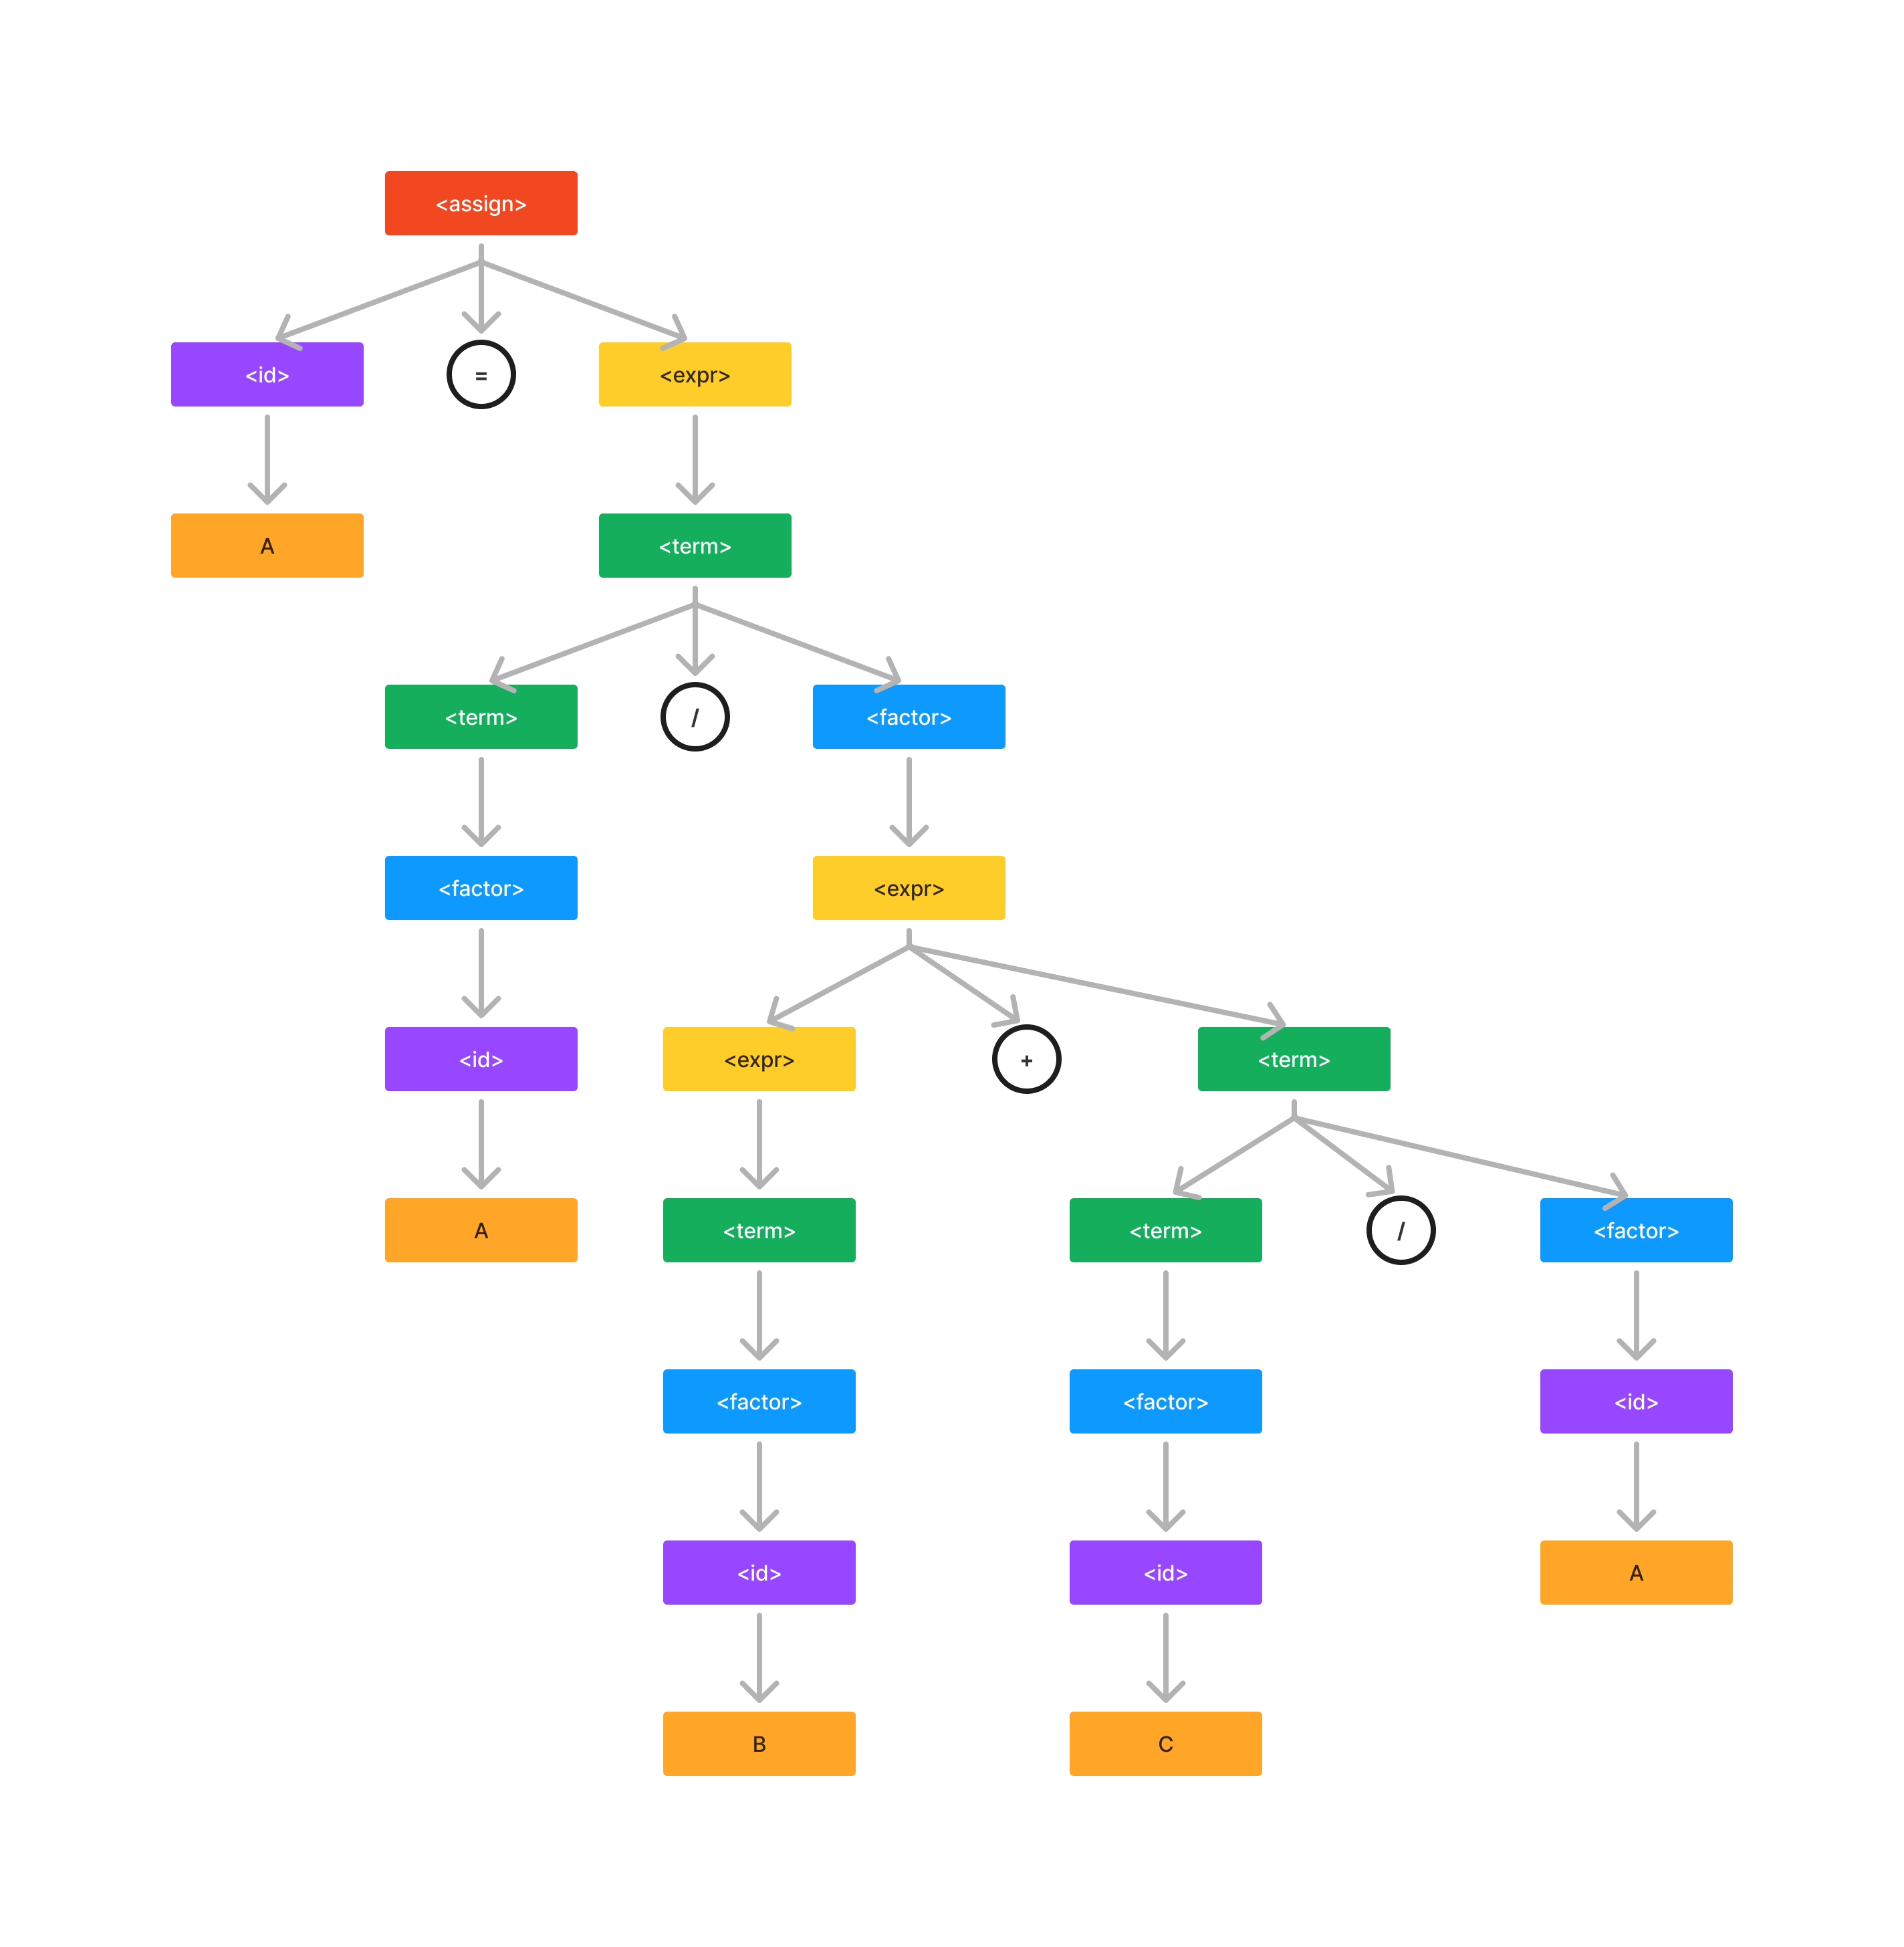 <assign>
<id>
=
<expr>
A
<term>
<term>
/
<factor>
<factor>
<expr>
<id>
<expr>
+
<term>
A
<term>
<term>
/
<factor>
<factor>
<factor>
<id>
<id>
<id>
A
B
C